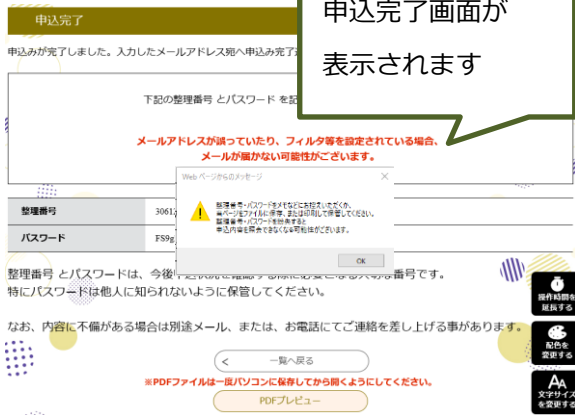 申込完了
申込完了画面が
表示されます
申込みが完了しました。入力したメールアドレス宛へ申込み完了
下記の整理番号 とパスワード を
メールアドレスが誤っていたり、フィルタ等を設定されている場合、
メールが届かない可能性がございます。
Web ページからのメッセージ
整理番号・パスワードをメモなどにお控えいただくか、
当ページをファイルに保存、または印刷して保管してください。
整理番号・パスワードを紛失すると
申込内容を照会できなくなる可能性がございます。
OK
整理番号 3061
パスワード FS9g
整理番号 とパスワードは、今後
番号です。
特にパスワードは他人に知られないように保管してください。
なお、内容に不備がある場合は別途メール、または、お電話にてご連絡を差し上げる事があります。
操作時間を
延長する
配色を
変更する
AA
文字サイズ
を変更する
< 一覧へ戻る
※PDFファイルは一度パソコンに保存してから開くようにしてください。
PDFプレビュー